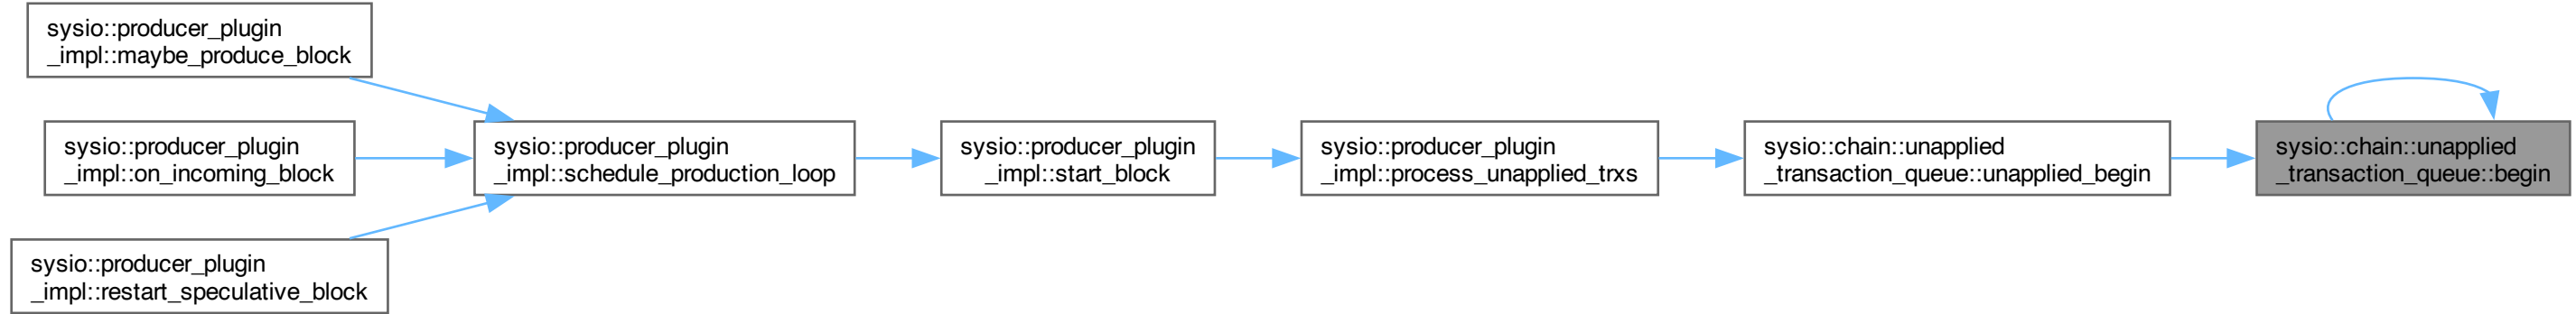 sysio::producer_plugin
_impl::maybe_produce_block
sysio::producer_plugin
_impl::on_incoming_block
sysio::producer_plugin
_impl::restart_speculative_block
sysio::producer_plugin
_impl::schedule_production_loop
sysio::producer_plugin
_impl::start_block
sysio::producer_plugin
_impl::process_unapplied_trxs
sysio::chain::unapplied
_transaction_queue::unapplied_begin
sysio::chain::unapplied
_transaction_queue::begin